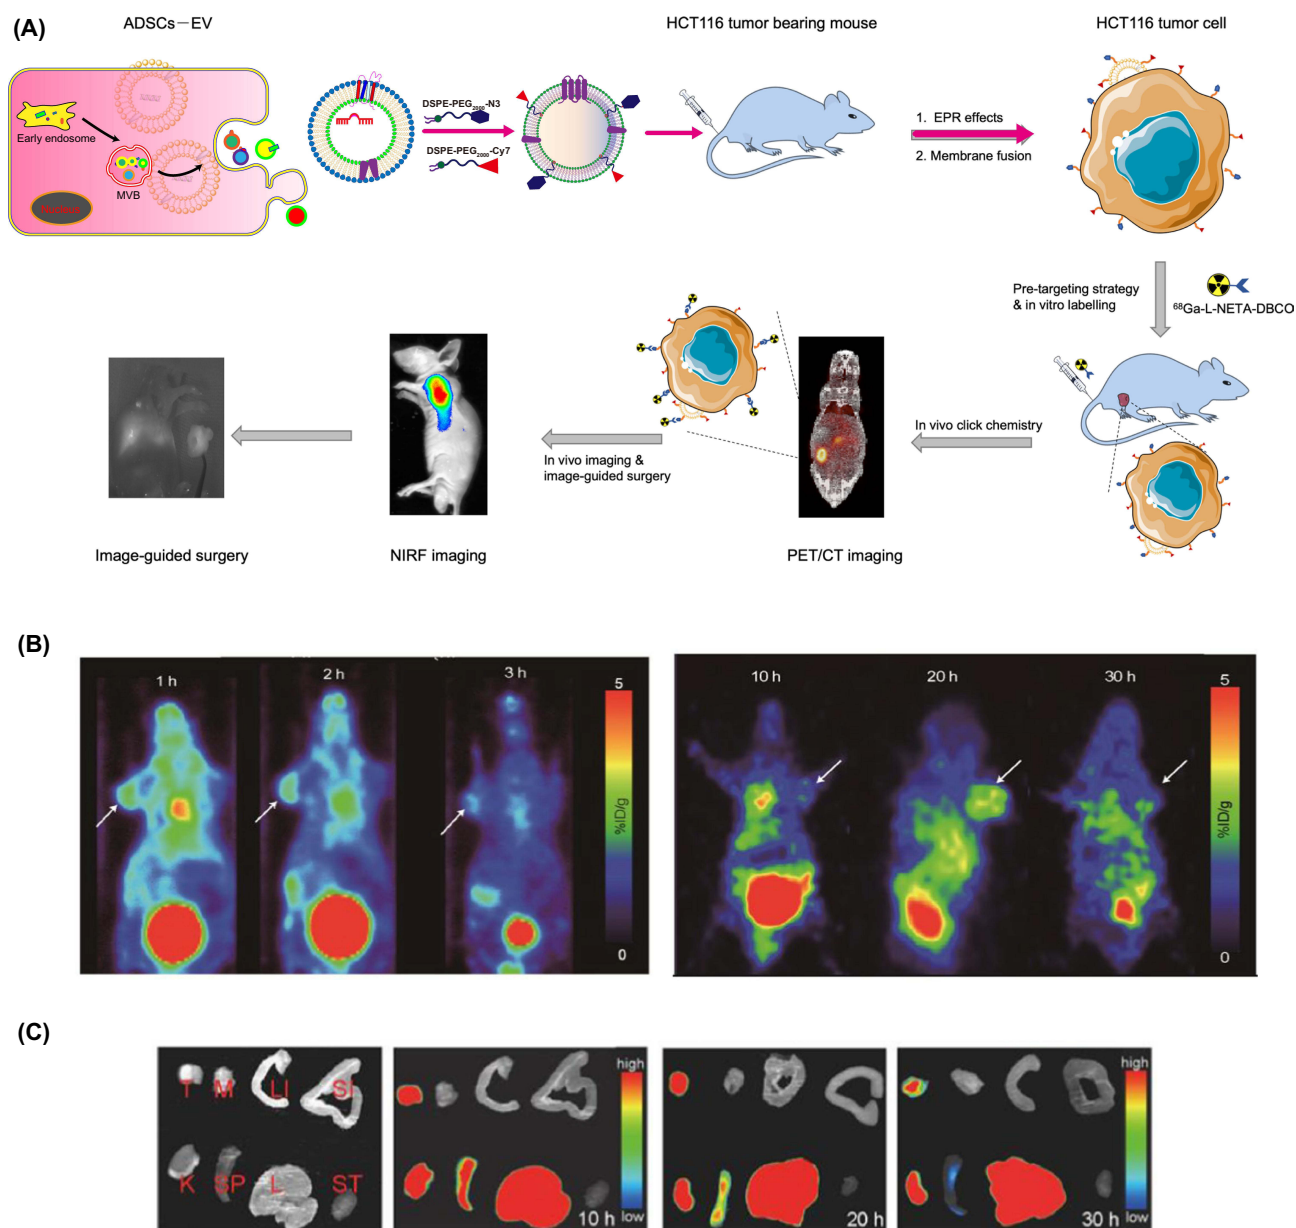 (A)
ADSCs—EV
HCT116 tumor bearing mouse
HCT116 tumor cell
Early endosome
MVB
Nucleus
DSPE-PEG2000-N3
DSPE-PEG2000-Cy7
1. EPR effects
2. Membrane fusion
Pre-targeting strategy
& in vitro labelling
68Ga-L-NETA-DBCO
In vivo click chemistry
In vivo imaging &
image-guided surgery
Image-guided surgery
NIRF imaging
PET/CT imaging
(B)
1 h
2 h
3 h
5
%ID/g
0
10 h
20 h
30 h
5
%ID/g
0
(C)
T M LI SI
K SP L ST
high
low
10 h
20 h
high
low
30 h